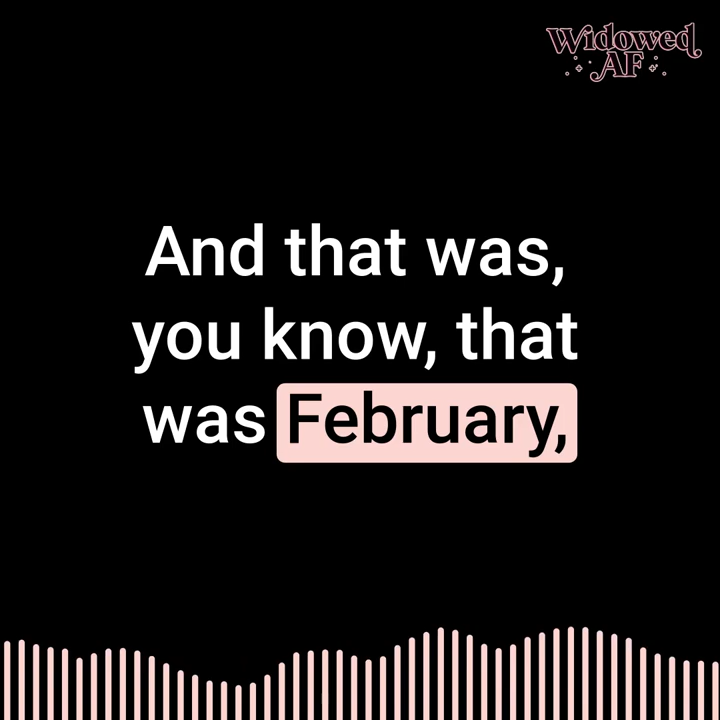 Widowed
AF
And that was,
you know, that
was February,